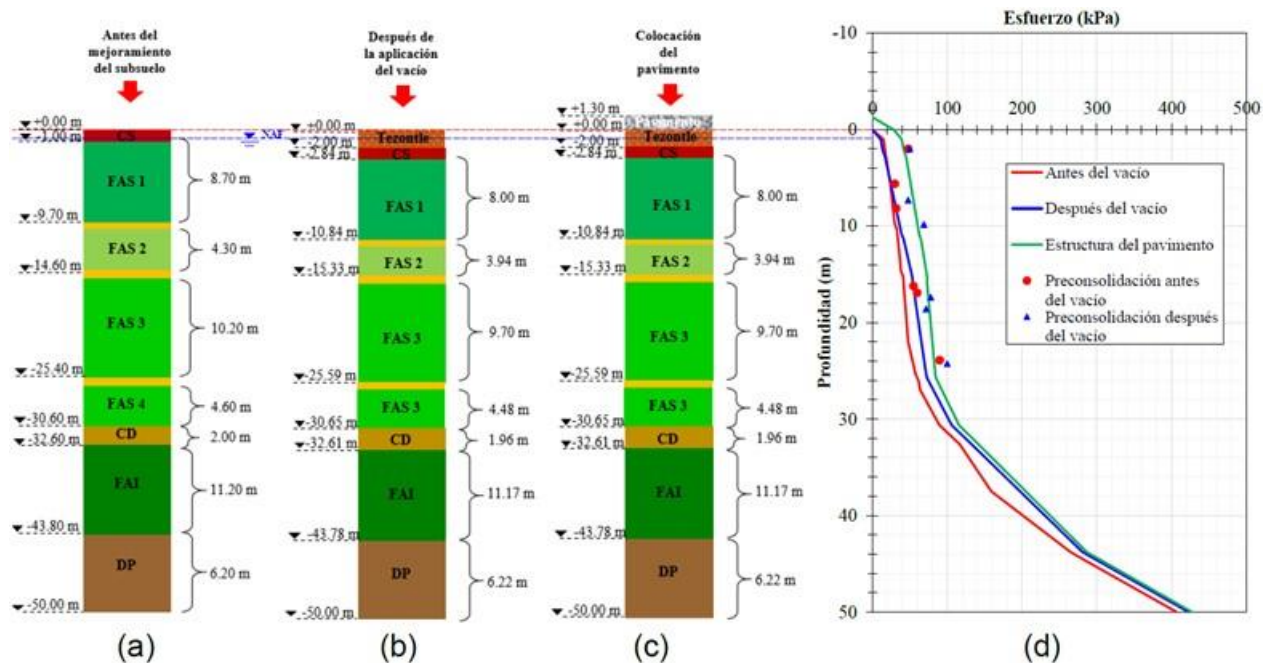 Antes del
mejoramiento
del subsuelo
+0.00 m
-1.00 m
CS
NAF
FAS 1
8.70 m
-9.70 m
FAS 2
4.30 m
-14.60 m
FAS 3
10.20 m
-25.40 m
FAS 4
4.60 m
-30.60 m
CD
2.00 m
-32.60 m
FAI
11.20 m
-43.80 m
DP
6.20 m
-50.00 m
(a)
Después de
la aplicación
del vacío
+0.00 m
Tezontle
-2.00 m
-2.84 m
CS
FAS 1
8.00 m
-10.84 m
FAS 2
3.94 m
-15.33 m
FAS 3
9.70 m
-25.59 m
FAS 3
4.48 m
-30.65 m
CD
1.96 m
-32.61 m
FAI
11.17 m
-43.78 m
DP
6.22 m
-50.00 m
(b)
Colocación
del
pavimento
+1.30 m
+0.00 m
Tezontle
-2.00 m
-2.84 m
CS
FAS 1
8.00 m
-10.84 m
FAS 2
3.94 m
-15.33 m
FAS 3
9.70 m
-25.59 m
FAS 3
4.48 m
-30.65 m
CD
1.96 m
-32.61 m
FAI
11.17 m
-43.78 m
DP
6.22 m
-50.00 m
(c)
Esfuerzo (kPa)
0 100 200 300 400 500
-10
0
10
20
30
40
50
Profundidad (m)
Antes del vacío
Después del vacío
Estructura del pavimento
Preconsolidación antes
del vacío
Preconsolidación después
del vacío
(d)